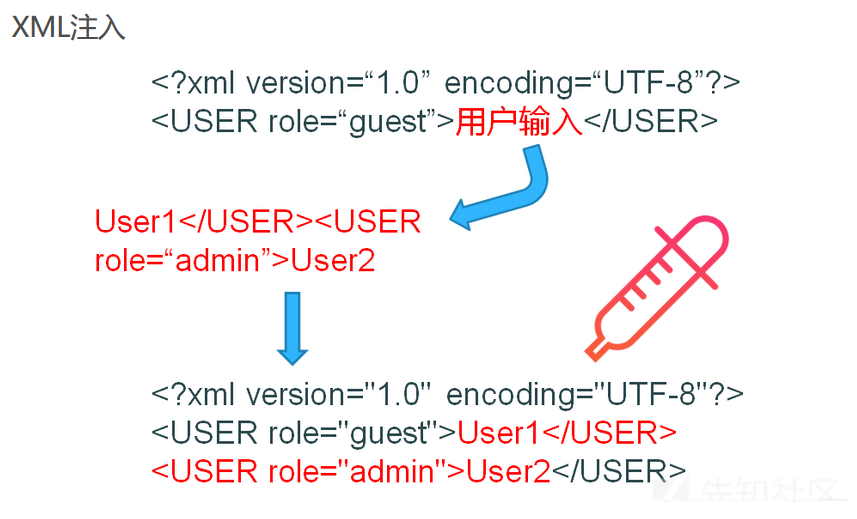 XML注入
<?xml version=“1.0” encoding=“UTF-8”?>
<USER role=“guest”>用户输入</USER>
User1</USER><USER
role=“admin”>User2
<?xml version="1.0" encoding="UTF-8"?>
<USER role="guest">User1</USER>
<USER role="admin">User2</USER>
先知社区